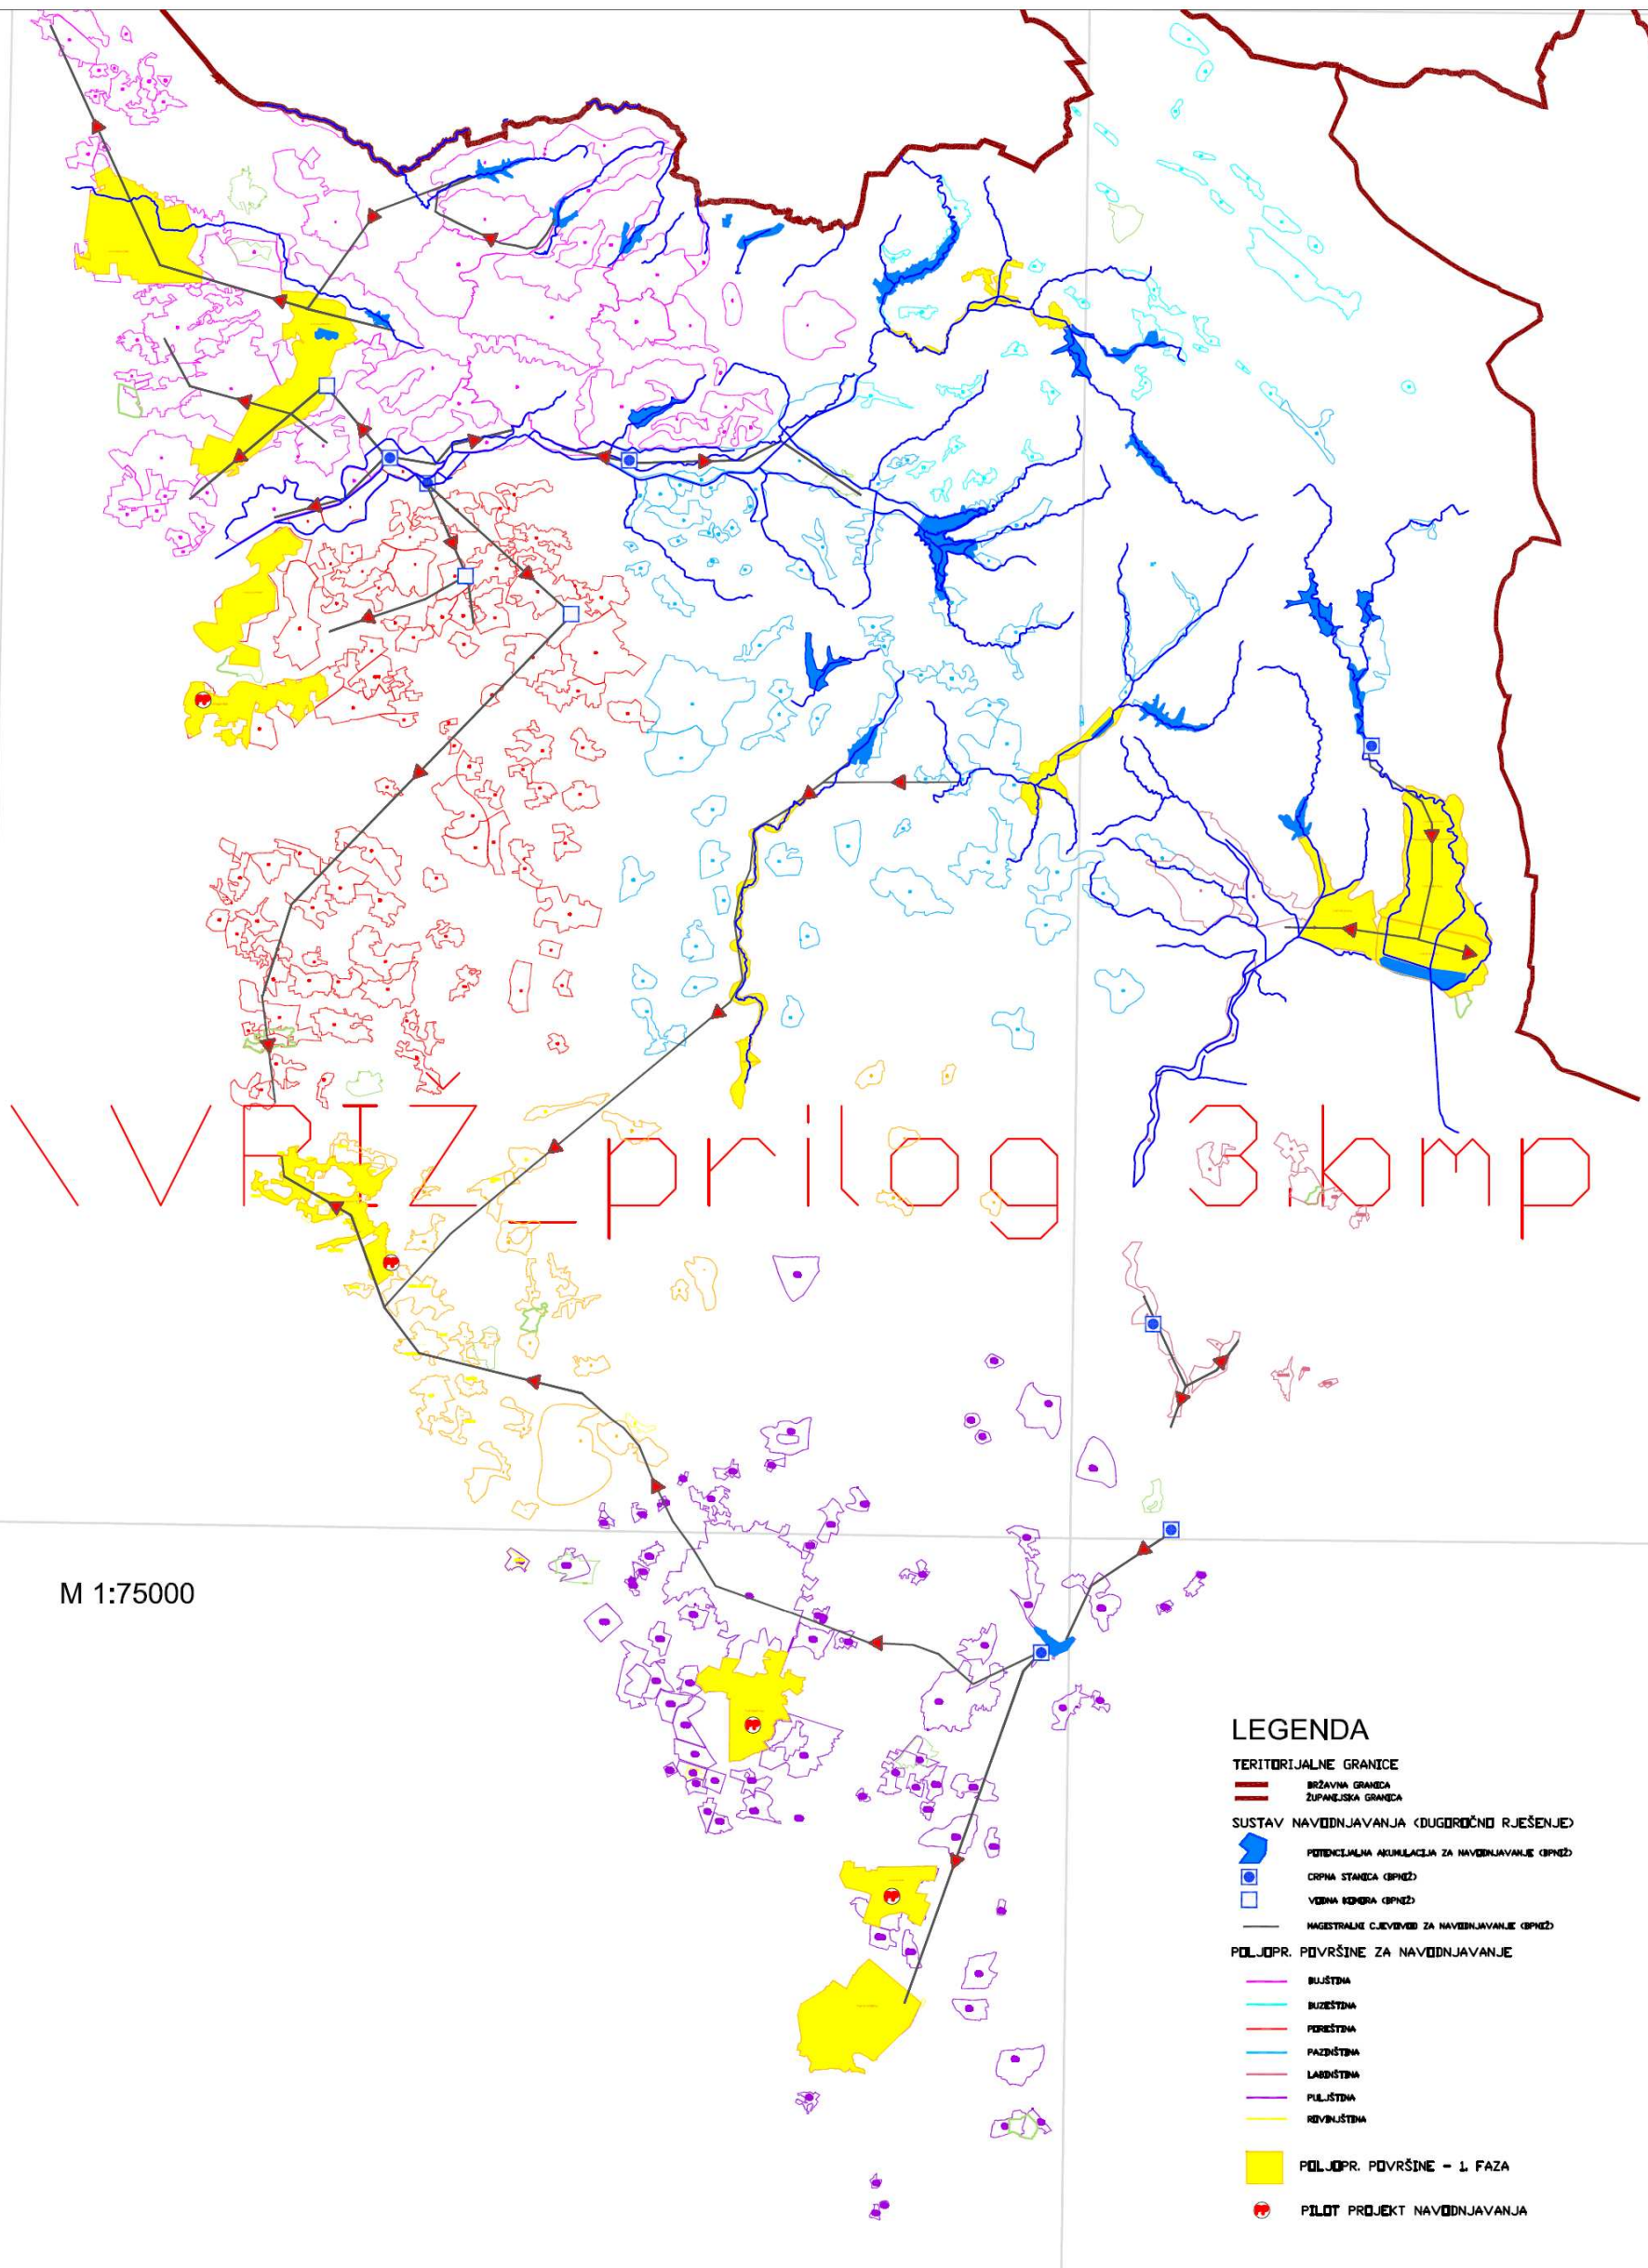 \VRIZ_prilog 3.bmp
M 1:75000
LEGENDA
TERITORIJALNE GRANICE
DRŽAVNA GRANICA
ŽUPANIJSKA GRANICA
SUSTAV NAVODNJAVANJA (DUGOROČNO RJEŠENJE)
POTENCIJALNA AKUMULACIJA ZA NAVODNJAVANJE (BPNIŽ)
CRPNA STANICA (BPNIŽ)
VODNA KOMORA (BPNIŽ)
MAGISTRALNI CJEVOVOD ZA NAVODNJAVANJE (BPNIŽ)
POLJOPR. POVRŠINE ZA NAVODNJAVANJE
BUJŠTINA
BUZEŠTINA
POREŠTINA
PAZINŠTINA
LABINŠTINA
PULJŠTINA
ROVINJŠTINA
POLJOPR. POVRŠINE - 1. FAZA
PILOT PROJEKT NAVODNJAVANJA